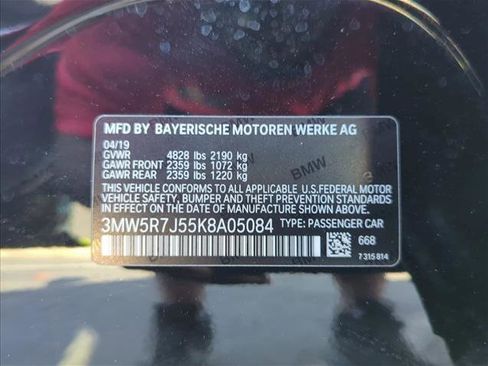 MFD BY BAYERISCHE MOTOREN WERKE AG
04/19
GVWR 4828 lbs 2190 kg
GAWR FRONT 2359 lbs 1072 kg
GAWR REAR 2359 lbs 1220 kg
THIS VEHICLE CONFORMS TO ALL APPLICABLE U.S.FEDERAL MOTOR
VEHICLE SAFETY, BUMPER AND THEFT PREVENTION STANDARDS
IN EFFECT ON THE DATE OF MANUFACTURE SHOWN ABOVE.
3MW5R7J55K8A05084 TYPE: PASSENGER CAR
668
7 315 814
BMW